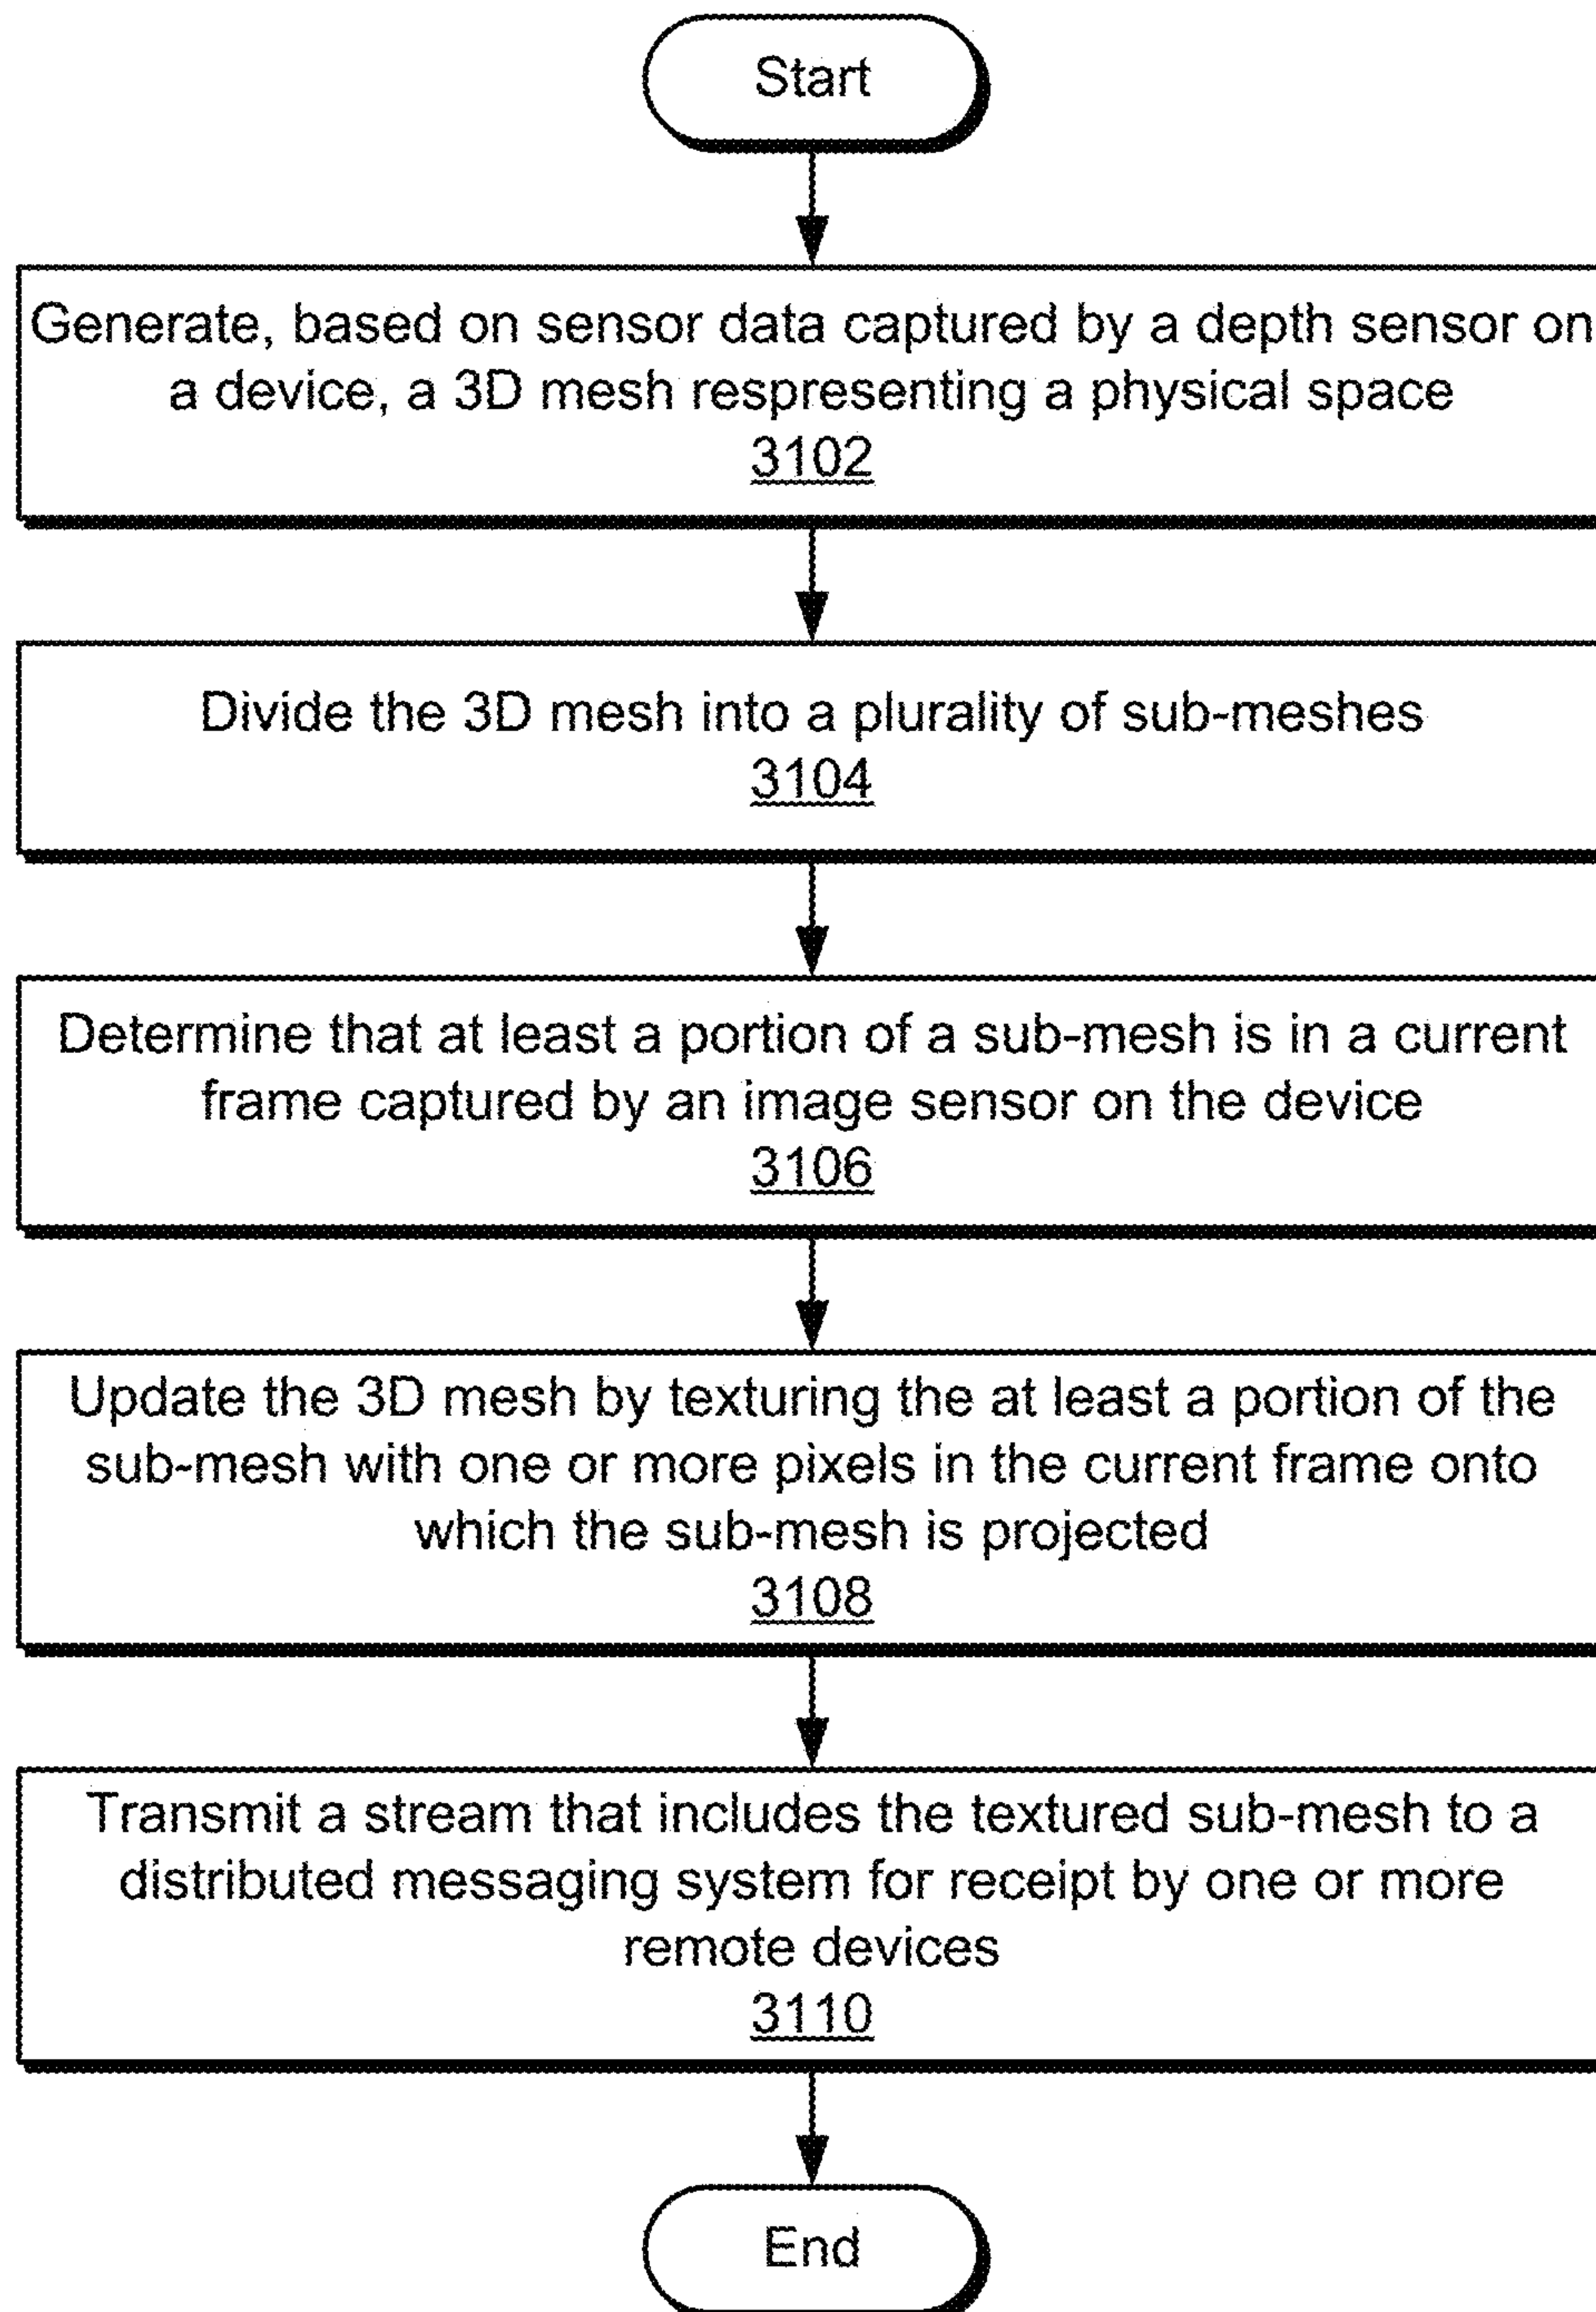 Start
Generate, based on sensor data captured by a depth sensor on
a device, a 3D mesh respresenting a physical space
3102
Divide the 3D mesh into a plurality of sub-meshes
3104
Determine that at least a portion of a sub-mesh is in a current
frame captured by an image sensor on the device
3106
Update the 3D mesh by texturing the at least a portion of the
sub-mesh with one or more pixels in the current frame onto
which the sub-mesh is projected
3108
Transmit a stream that includes the textured sub-mesh to a
distributed messaging system for receipt by one or more
remote devices
3110
End